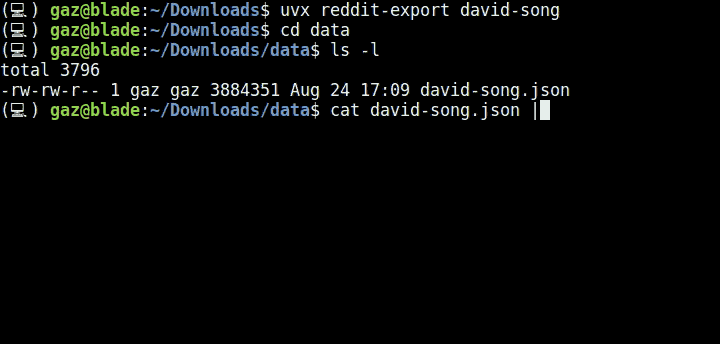 (💻) gaz@blade:~/Downloads$ uvx reddit-export david-song
(💻) gaz@blade:~/Downloads$ cd data
(💻) gaz@blade:~/Downloads/data$ ls -l
total 3796
-rw-rw-r-- 1 gaz gaz 3884351 Aug 24 17:09 david-song.json
(💻) gaz@blade:~/Downloads/data$ cat david-song.json |